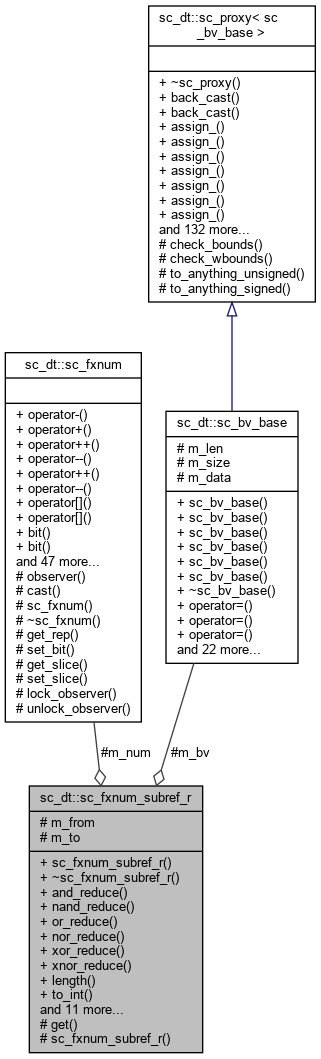 sc_dt::sc_proxy< sc
_bv_base >
+ ~sc_proxy()
+ back_cast()
+ back_cast()
+ assign_()
+ assign_()
+ assign_()
+ assign_()
+ assign_()
+ assign_()
+ assign_()
and 132 more...
# check_bounds()
# check_wbounds()
# to_anything_unsigned()
# to_anything_signed()
sc_dt::sc_fxnum
+ operator-()
+ operator+()
+ operator++()
+ operator--()
+ operator++()
+ operator--()
+ operator[]()
+ operator[]()
+ bit()
+ bit()
and 47 more...
# observer()
# cast()
# sc_fxnum()
# ~sc_fxnum()
# get_rep()
# set_bit()
# get_slice()
# set_slice()
# lock_observer()
# unlock_observer()
sc_dt::sc_bv_base
# m_len
# m_size
# m_data
+ sc_bv_base()
+ sc_bv_base()
+ sc_bv_base()
+ sc_bv_base()
+ sc_bv_base()
+ sc_bv_base()
+ ~sc_bv_base()
+ operator=()
+ operator=()
+ operator=()
and 22 more...
#m_num
#m_bv
sc_dt::sc_fxnum_subref_r
# m_from
# m_to
+ sc_fxnum_subref_r()
+ ~sc_fxnum_subref_r()
+ and_reduce()
+ nand_reduce()
+ or_reduce()
+ nor_reduce()
+ xor_reduce()
+ xnor_reduce()
+ length()
+ to_int()
and 11 more...
# get()
# sc_fxnum_subref_r()